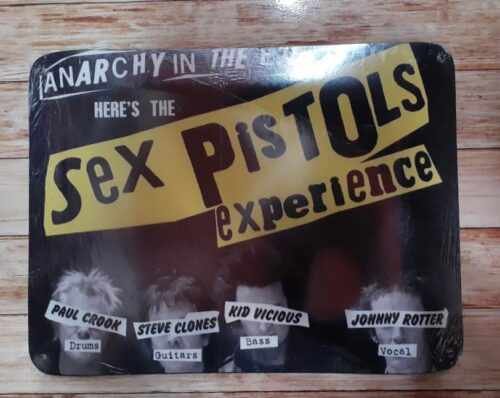 ANARCHY IN THE
HERE'S THE
Sex PisTOLs
experience
PAUL CROOK
Drums
STEVE CLONES
Guitars
KID VICIOUS
Bass
JOHNNY ROTTER
Vocal